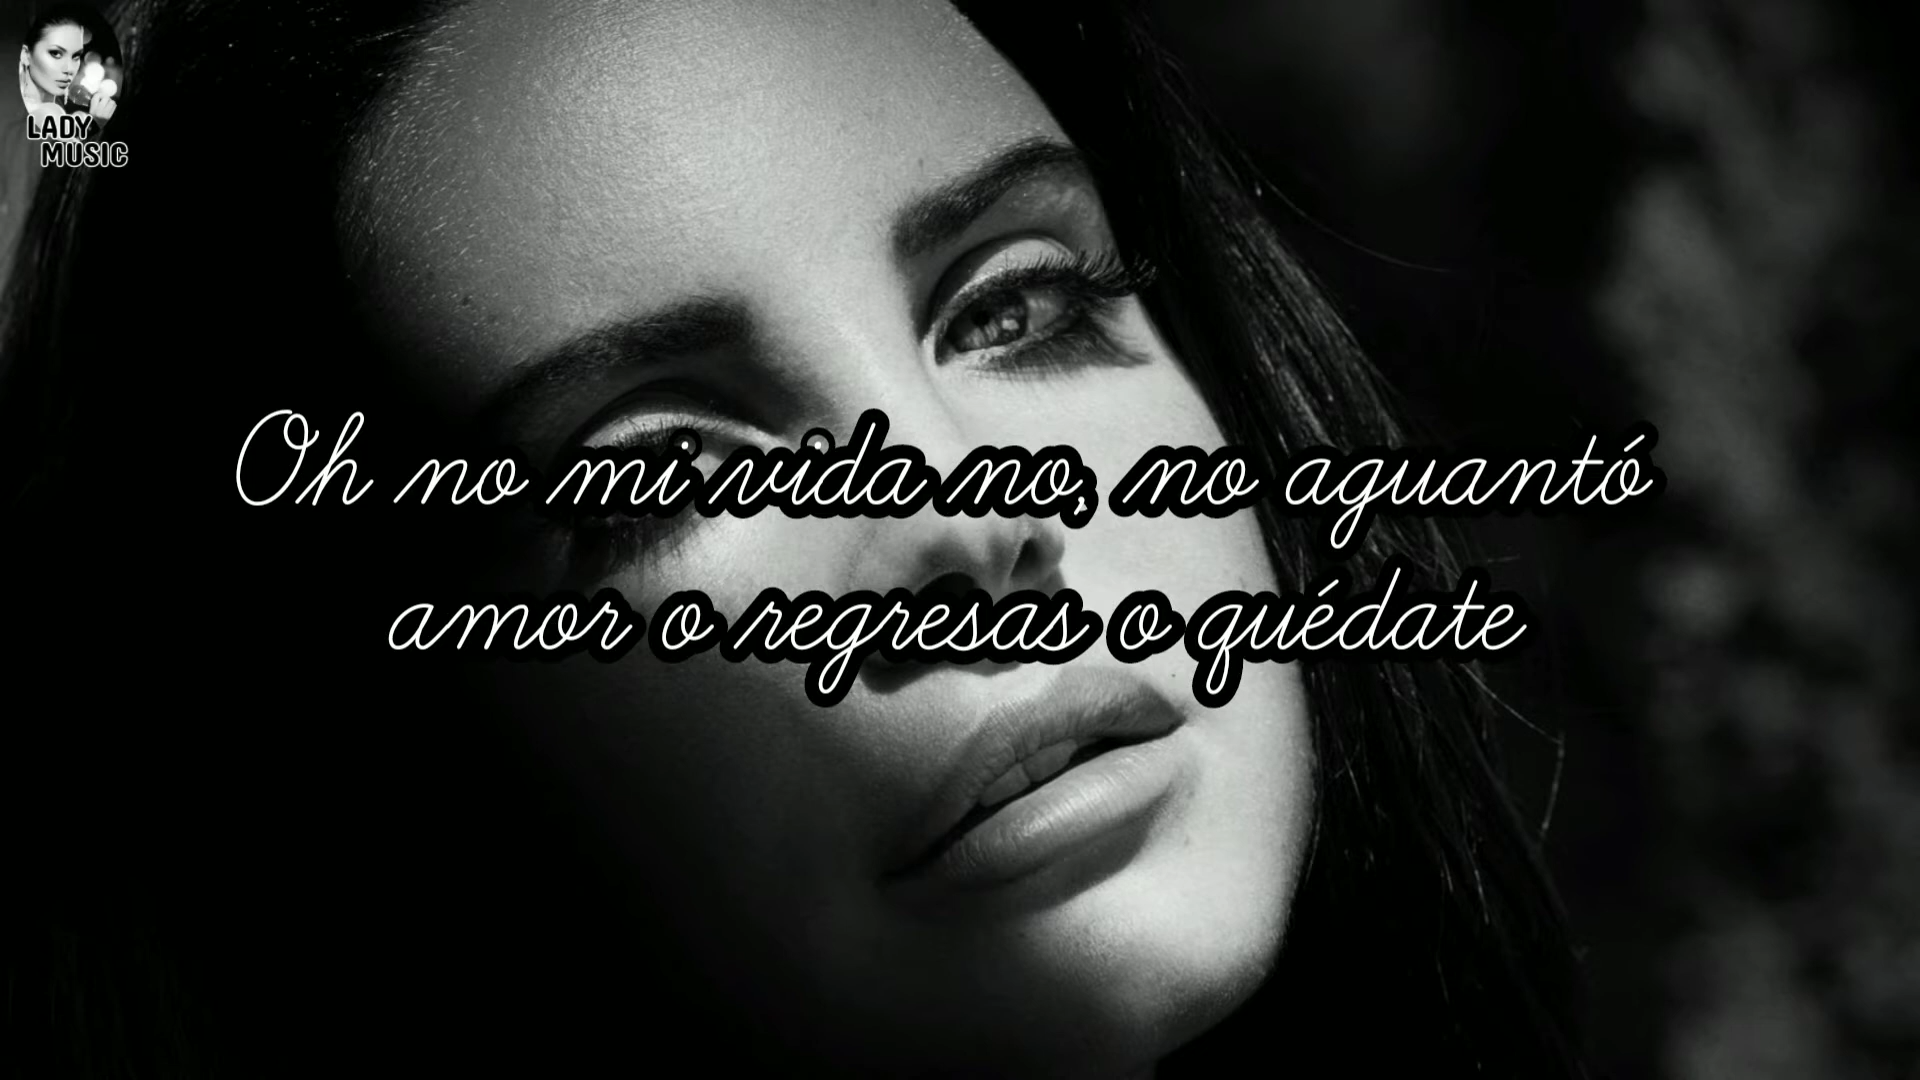 LADY
MUSIC
Oh no mi vida no, no aguantó
amor o regresas o quédate